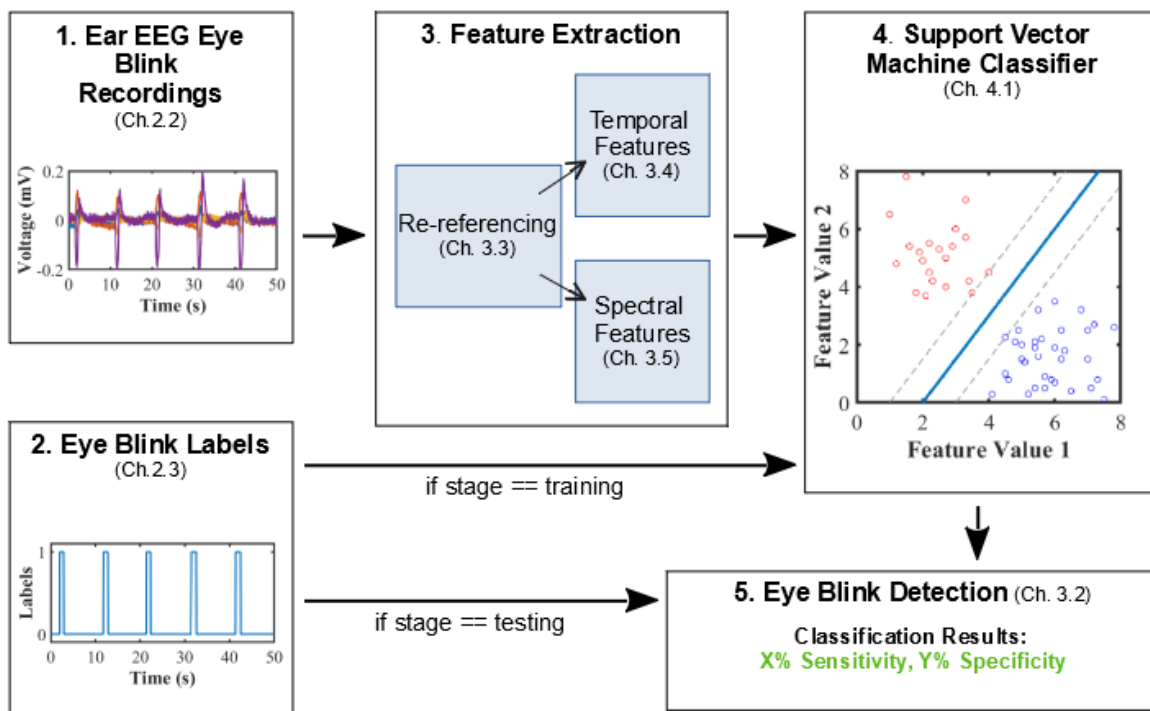 1. Ear EEG Eye
Blink
Recordings
(Ch.2.2)
0.2
0
-0.2
Voltage (mV)
0 10 20 30 40 50
Time (s)
2. Eye Blink Labels
(Ch.2.3)
1
0
Labels
0 10 20 30 40 50
Time (s)
3. Feature Extraction
Re-referencing
(Ch. 3.3)
Temporal
Features
(Ch. 3.4)
Spectral
Features
(Ch. 3.5)
if stage == training
if stage == testing
4. Support Vector
Machine Classifier
(Ch. 4.1)
8
6
4
2
0
Feature Value 2
0 2 4 6 8
Feature Value 1
5. Eye Blink Detection (Ch. 3.2)
Classification Results:
X% Sensitivity, Y% Specificity